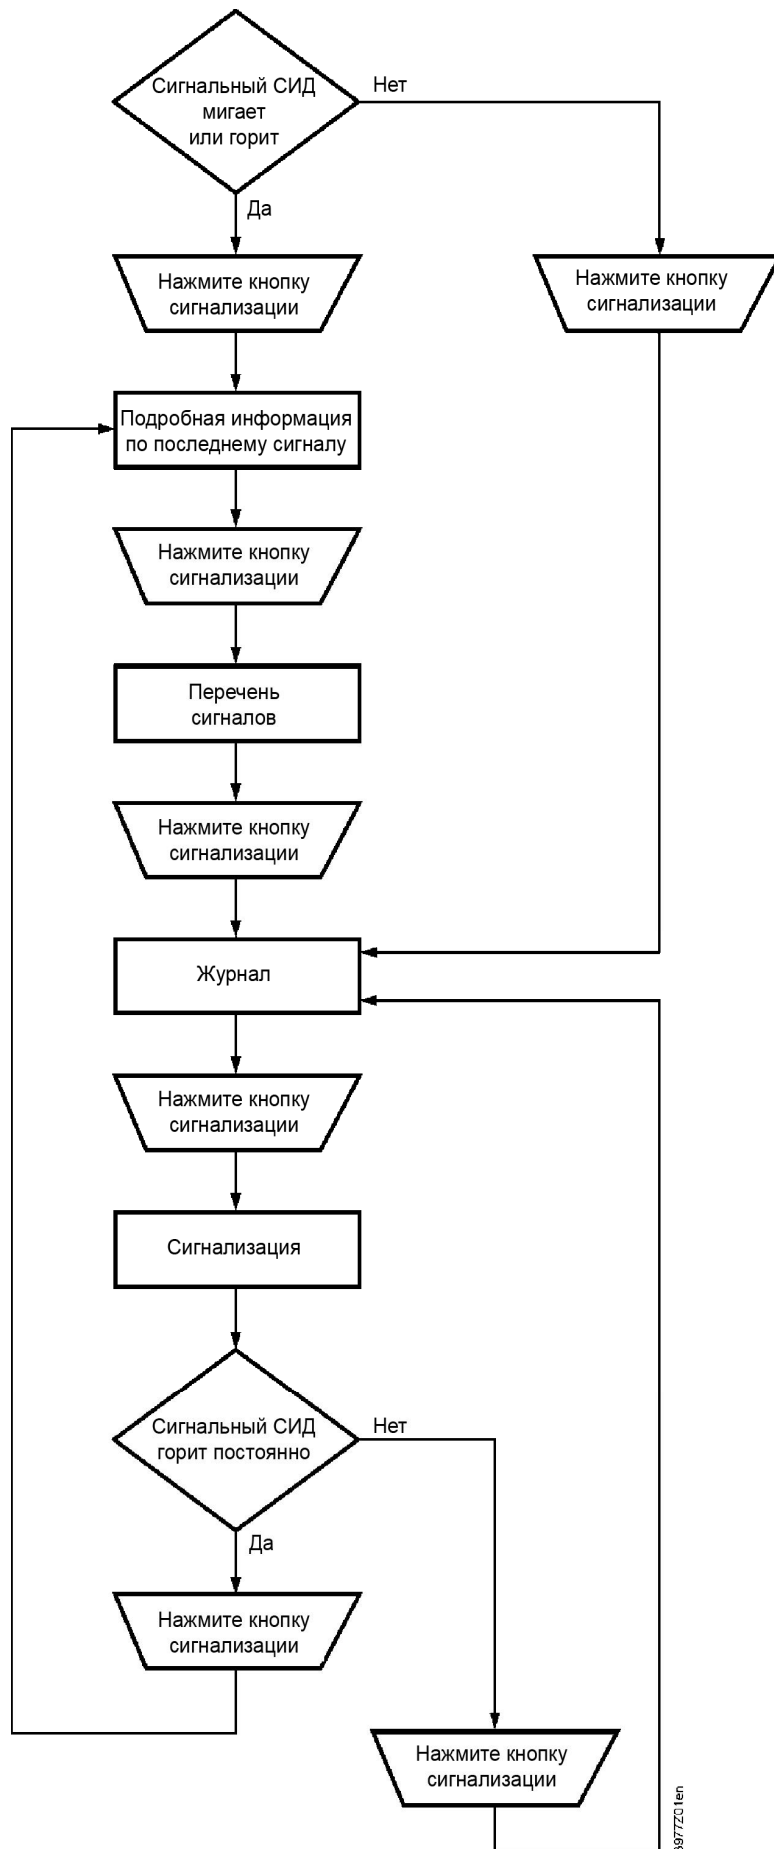 Сигнальный СИД
мигает
или горит
Нет
Да
Нажмите кнопку
сигнализации
Нажмите кнопку
сигнализации
Подробная информация
по последнему сигналу
Нажмите кнопку
сигнализации
Перечень
сигналов
Нажмите кнопку
сигнализации
Журнал
Нажмите кнопку
сигнализации
Сигнализация
Сигнальный СИД
горит постоянно
Нет
Да
Нажмите кнопку
сигнализации
Нажмите кнопку
сигнализации